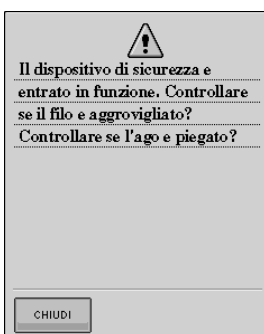 Il dispositivo di sicurezza e
entrato in funzione. Controllare
se il filo e aggrovigliato?
Controllare se l'ago e piegato?
CHIUDI